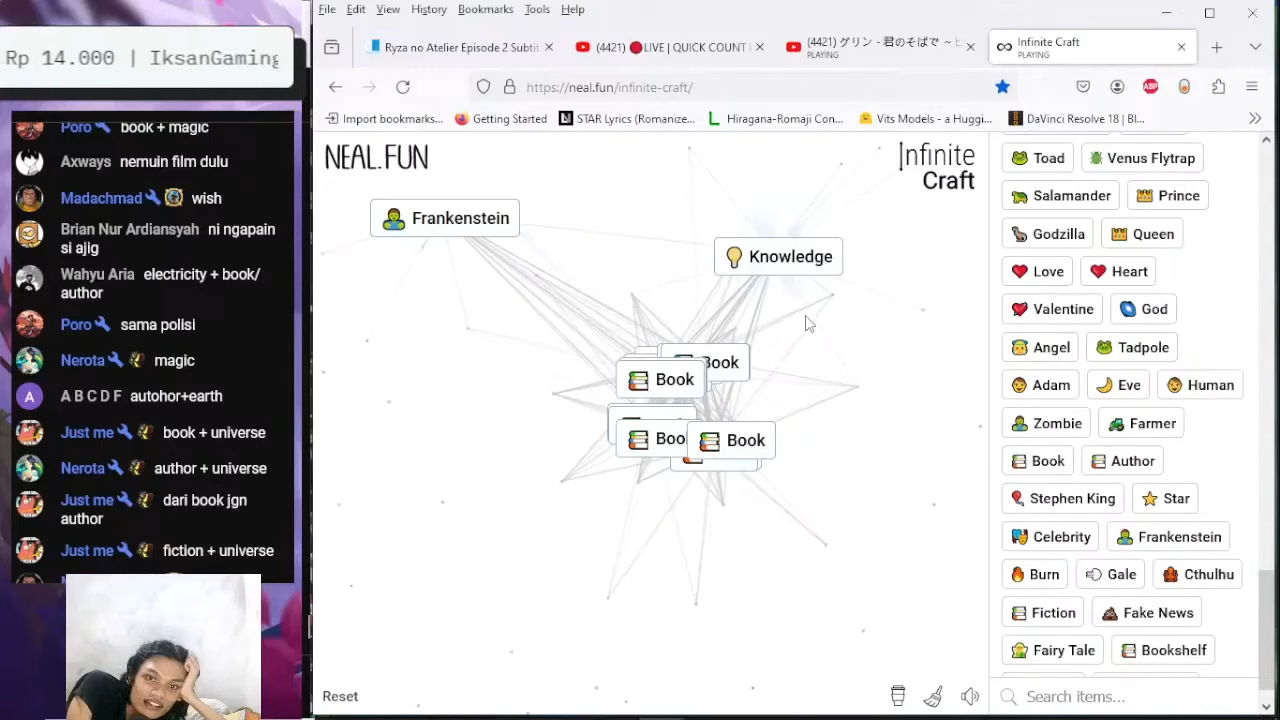 Rp 14.000 | IksanGaming
Poro book + magic
Axways nemuin film dulu
Madachmad wish
Brian Nur Ardiansyah ni ngapain
si ajig
Wahyu Aria electricity + book/
author
Poro sama polisi
Nerota magic
A B C D F autohor+earth
Just me book + universe
Nerota author + universe
Just me dari book jgn
author
Just me fiction + universe
File Edit View History Bookmarks Tools Help
Ryza no Atelier Episode 2 Subtit
(4421) 🔴LIVE | QUICK COUNT
(4421) グリン - 君のそばで ~
PLAYING
Infinite Craft
PLAYING
https://neal.fun/infinite-craft/
ABP
Import bookmarks...
Getting Started
STAR Lyrics (Romanize...
Hiragana-Romaji Con...
Vits Models - a Huggi...
DaVinci Resolve 18 | Bl...
NEAL.FUN
Infinite
Craft
Frankenstein
Knowledge
Book
Book
Boo
Book
Reset
Toad Venus Flytrap
Salamander Prince
Godzilla Queen
Love Heart
Valentine God
Angel Tadpole
Adam Eve Human
Zombie Farmer
Book Author
Stephen King Star
Celebrity Frankenstein
Burn Gale Cthulhu
Fiction Fake News
Fairy Tale Bookshelf
Search items...